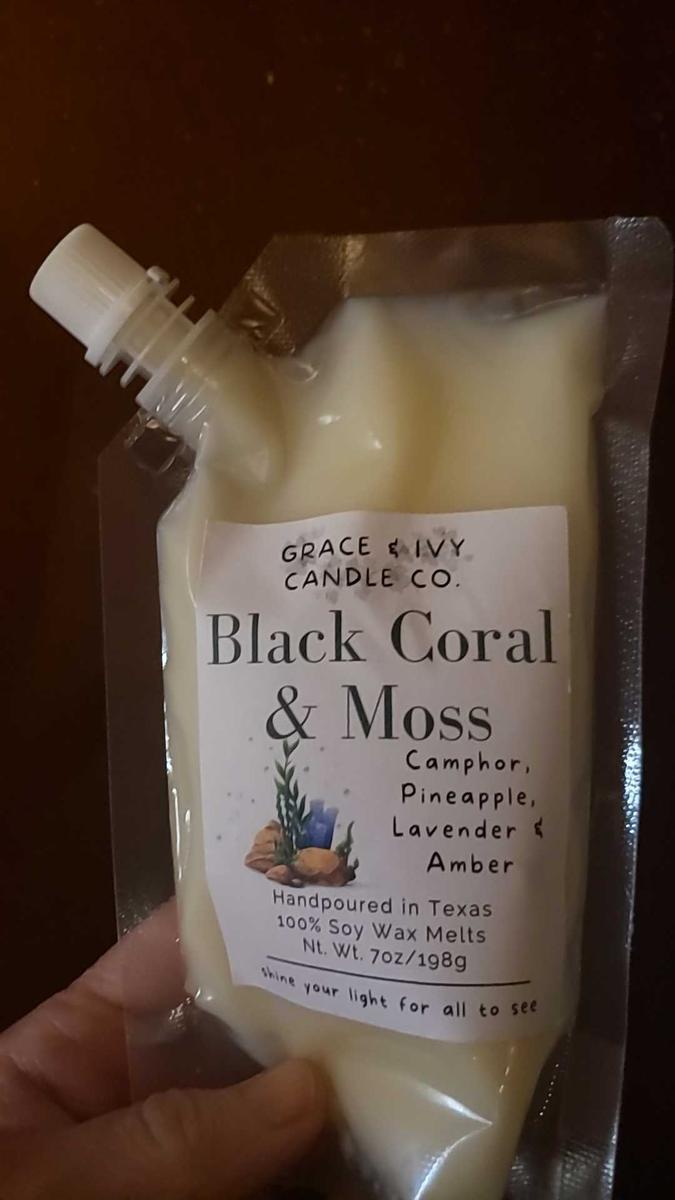 GRACE & IVY
CANDLE CO.
Black Coral
& Moss
Camphor,
Pineapple,
Lavender &
Amber
Handpoured in Texas
100% Soy Wax Melts
Nt. Wt. 7oz/198g
shine your light for all to see